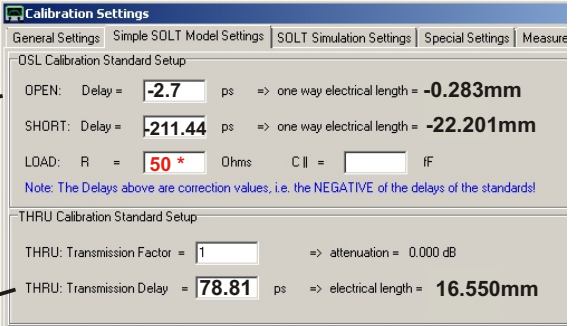 Calibration Settings
General Settings Simple SOLT Model Settings SOLT Simulation Settings Special Settings Measure
OSL Calibration Standard Setup
OPEN: Delay = -2.7 ps => one way electrical length = -0.283mm
SHORT: Delay = -211.44 ps => one way electrical length = -22.201mm
LOAD: R = 50 * Ohms C || = fF
Note: The Delays above are correction values, i.e. the NEGATIVE of the delays of the standards!
THRU Calibration Standard Setup
THRU: Transmission Factor = 1 => attenuation = 0.000 dB
THRU: Transmission Delay = 78.81 ps => electrical length = 16.550mm